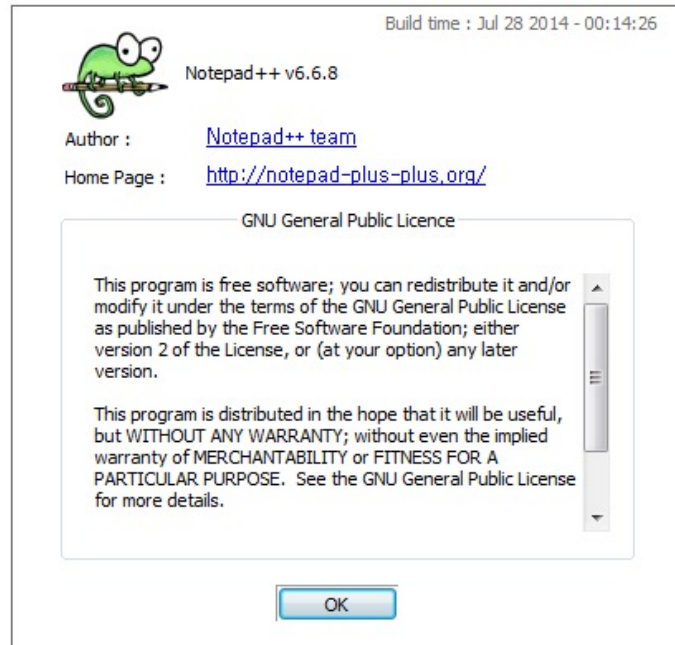 Build time : Jul 28 2014 - 00:14:26
Notepad++ v6.6.8
Author : Notepad++ team
Home Page : http://notepad-plus-plus.org/
GNU General Public Licence
This program is free software; you can redistribute it and/or
modify it under the terms of the GNU General Public License
as published by the Free Software Foundation; either
version 2 of the License, or (at your option) any later
version.
This program is distributed in the hope that it will be useful,
but WITHOUT ANY WARRANTY; without even the implied
warranty of MERCHANTABILITY or FITNESS FOR A
PARTICULAR PURPOSE.  See the GNU General Public License
for more details.
OK